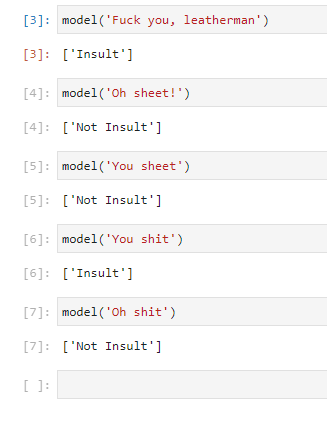 [3]: model('Fuck you, leatherman')
[3]: ['Insult']
[4]: model('Oh sheet!')
[4]: ['Not Insult']
[5]: model('You sheet')
[5]: ['Not Insult']
[6]: model('You shit')
[6]: ['Insult']
[7]: model('Oh shit')
[7]: ['Not Insult']
[ ]: